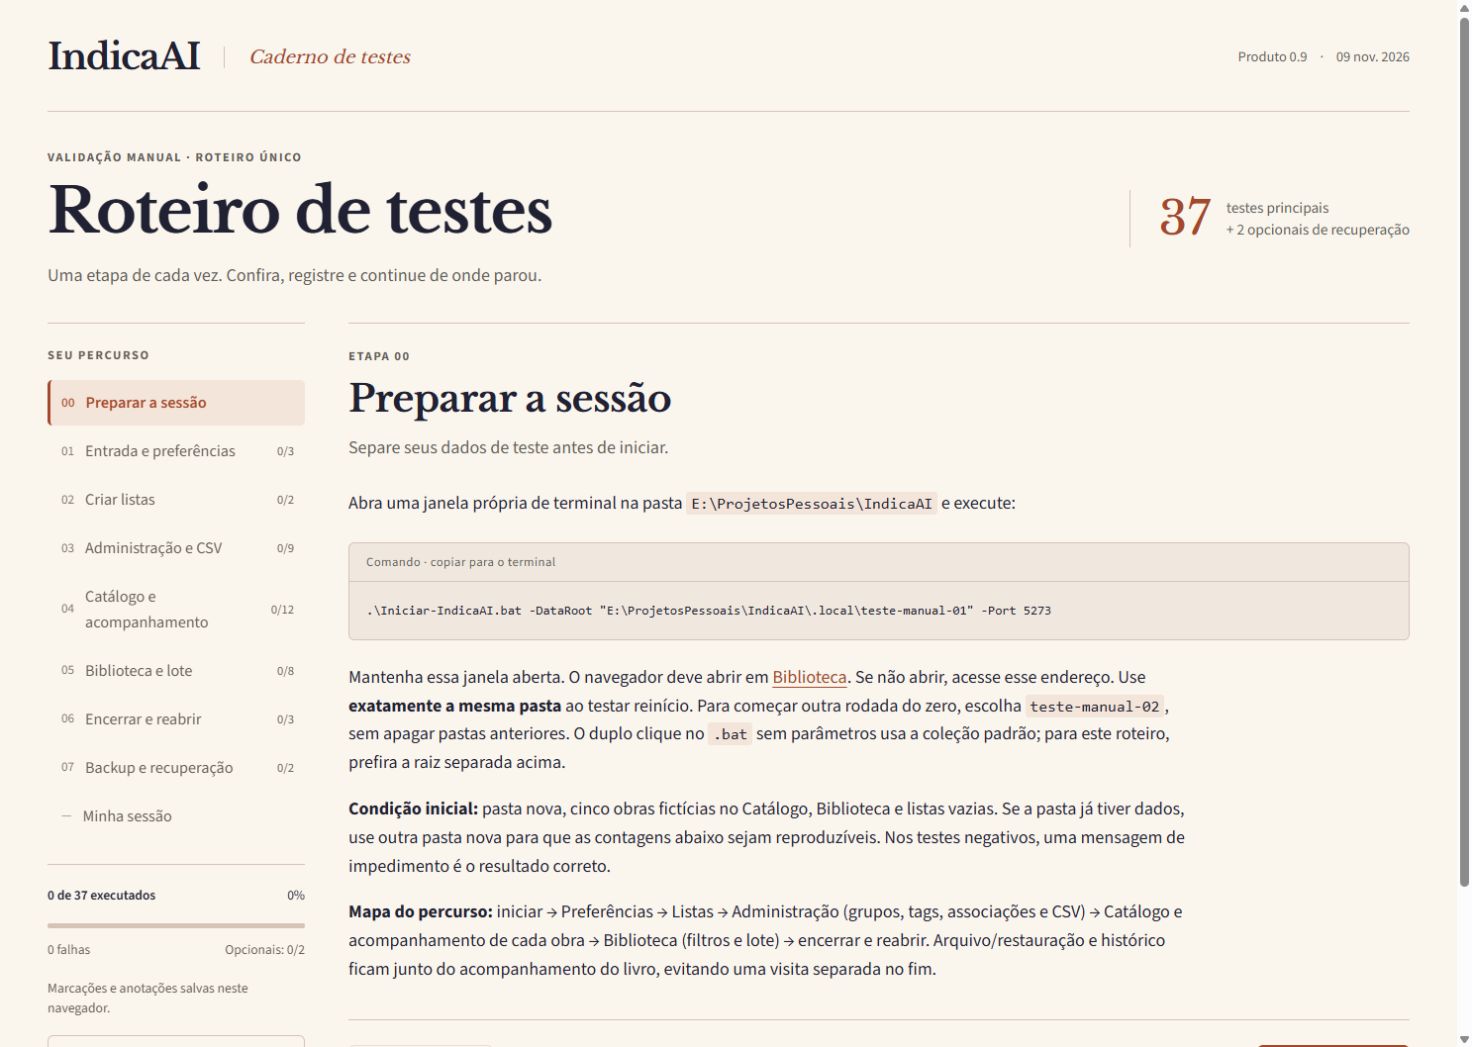 IndicaAI
Caderno de testes
Produto 0.9 · 09 nov. 2026
VALIDAÇÃO MANUAL · ROTEIRO ÚNICO
Roteiro de testes
Uma etapa de cada vez. Confira, registre e continue de onde parou.
37
testes principais
+ 2 opcionais de recuperação
SEU PERCURSO
00 Preparar a sessão
01 Entrada e preferências 0/3
02 Criar listas 0/2
03 Administração e CSV 0/9
04 Catálogo e
acompanhamento 0/12
05 Biblioteca e lote 0/8
06 Encerrar e reabrir 0/3
07 Backup e recuperação 0/2
— Minha sessão
0 de 37 executados 0%
0 falhas Opcionais: 0/2
Marcações e anotações salvas neste
navegador.
ETAPA 00
Preparar a sessão
Separe seus dados de teste antes de iniciar.
Abra uma janela própria de terminal na pasta E:\ProjetosPessoais\IndicaAI e execute:
Comando · copiar para o terminal
.\Iniciar-IndicaAI.bat -DataRoot "E:\ProjetosPessoais\IndicaAI\.local\teste-manual-01" -Port 5273
Mantenha essa janela aberta. O navegador deve abrir em Biblioteca. Se não abrir, acesse esse endereço. Use
exatamente a mesma pasta ao testar reinício. Para começar outra rodada do zero, escolha teste-manual-02,
sem apagar pastas anteriores. O duplo clique no .bat sem parâmetros usa a coleção padrão; para este roteiro,
prefira a raiz separada acima.
Condição inicial: pasta nova, cinco obras fictícias no Catálogo, Biblioteca e listas vazias. Se a pasta já tiver dados,
use outra pasta nova para que as contagens abaixo sejam reproduzíveis. Nos testes negativos, uma mensagem de
impedimento é o resultado correto.
Mapa do percurso: iniciar → Preferências → Listas → Administração (grupos, tags, associações e CSV) → Catálogo e
acompanhamento de cada obra → Biblioteca (filtros e lote) → encerrar e reabrir. Arquivo/restauração e histórico
ficam junto do acompanhamento do livro, evitando uma visita separada no fim.